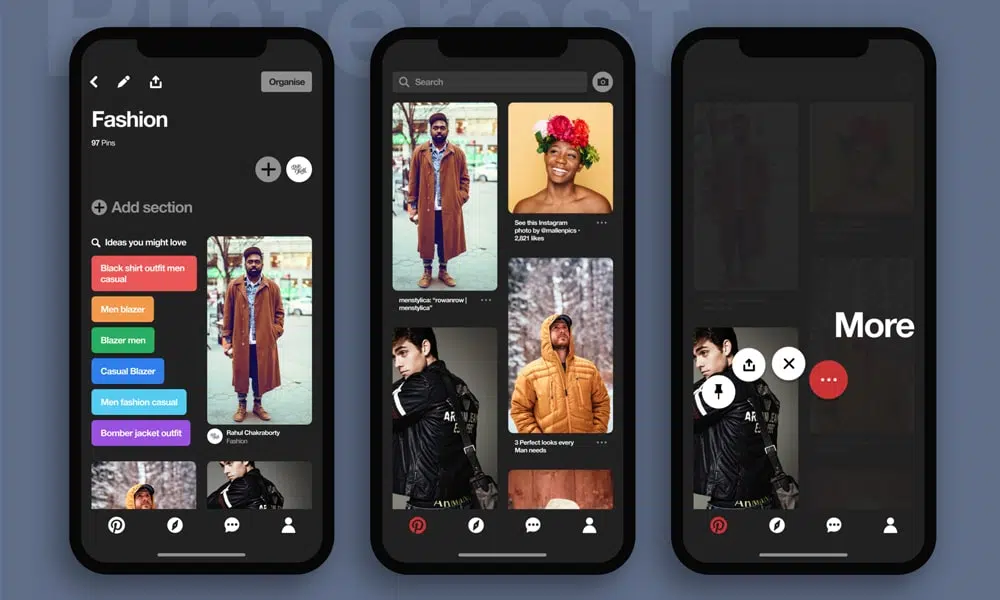 Pinterest
Organise
Fashion
97 Pins
Add section
Ideas you might love
Black shirt outfit men
casual
Men blazer
Blazer men
Casual Blazer
Men fashion casual
Bomber jacket outfit
Rahul Chakraborty
Fashion
Search
menstylica: "rowanrow |
menstylica"
See this Instagram
photo by @mallenpics •
2,821 likes
3 Perfect looks every
Man needs
More